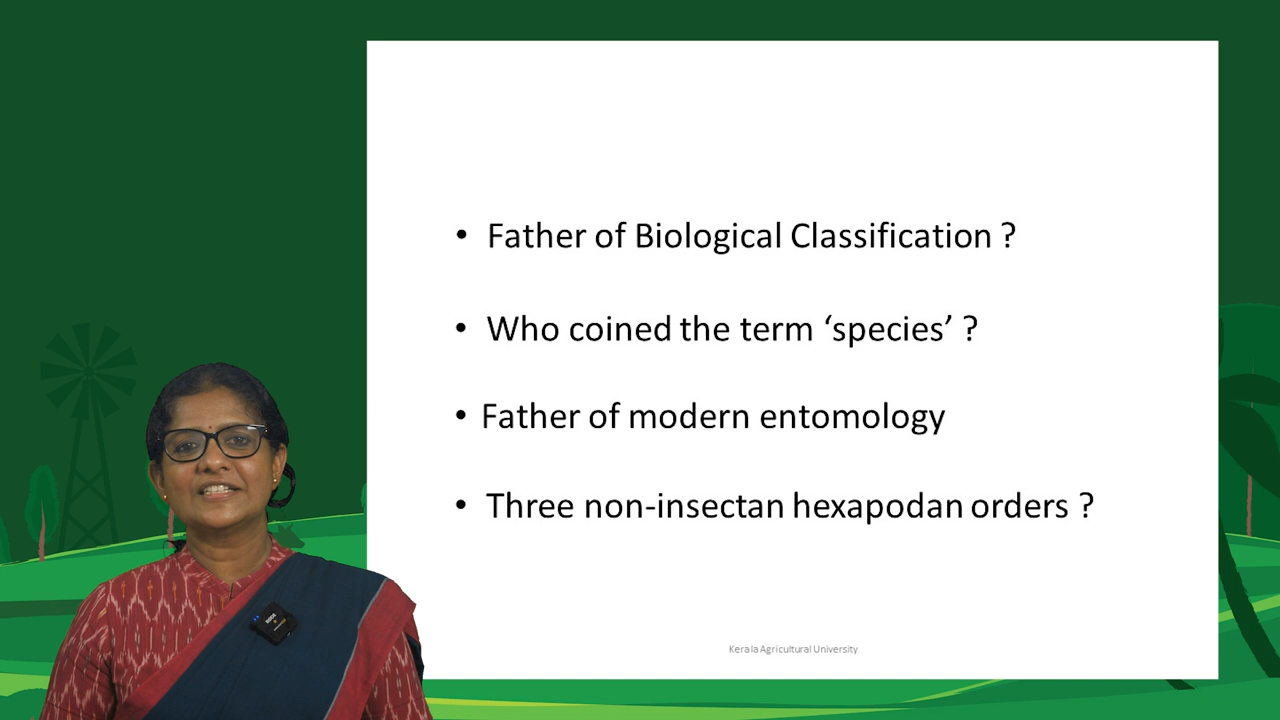 • Father of Biological Classification ?
• Who coined the term ‘species’ ?
• Father of modern entomology
• Three non-insectan hexapodan orders ?
Kerala Agricultural University